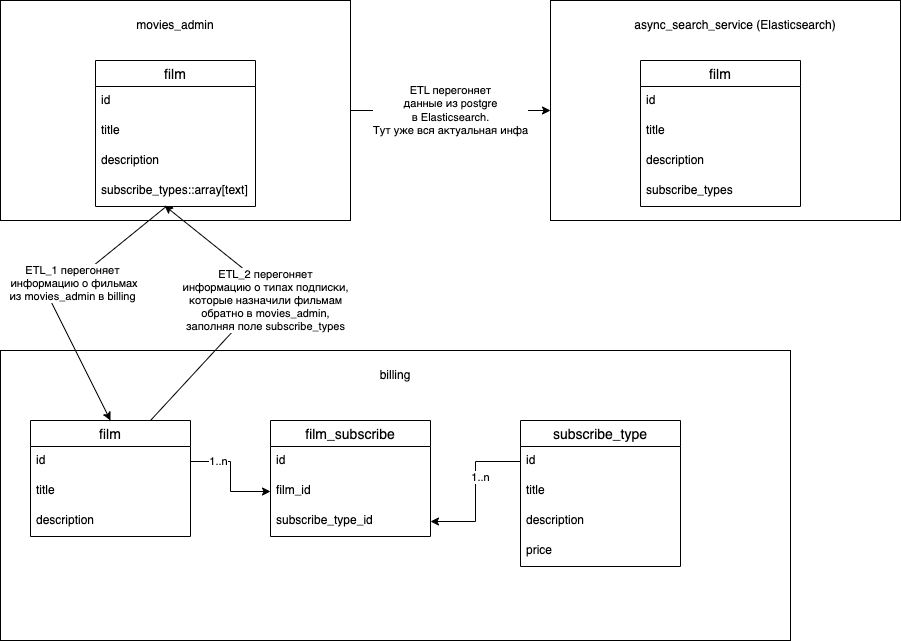 movies_admin
film
id
title
description
subscribe_types::array[text]
ETL перегоняет
данные из postgre
в Elasticsearch.
Тут уже вся актуальная инфа
async_search_service (Elasticsearch)
film
id
title
description
subscribe_types
ETL_1 перегоняет
информацию о фильмах
из movies_admin в billing
ETL_2 перегоняет
информацию о типах подписки,
которые назначили фильмам
обратно в movies_admin,
заполняя поле subscribe_types
billing
film
id
title
description
1..n
film_subscribe
id
film_id
subscribe_type_id
1..n
subscribe_type
id
title
description
price